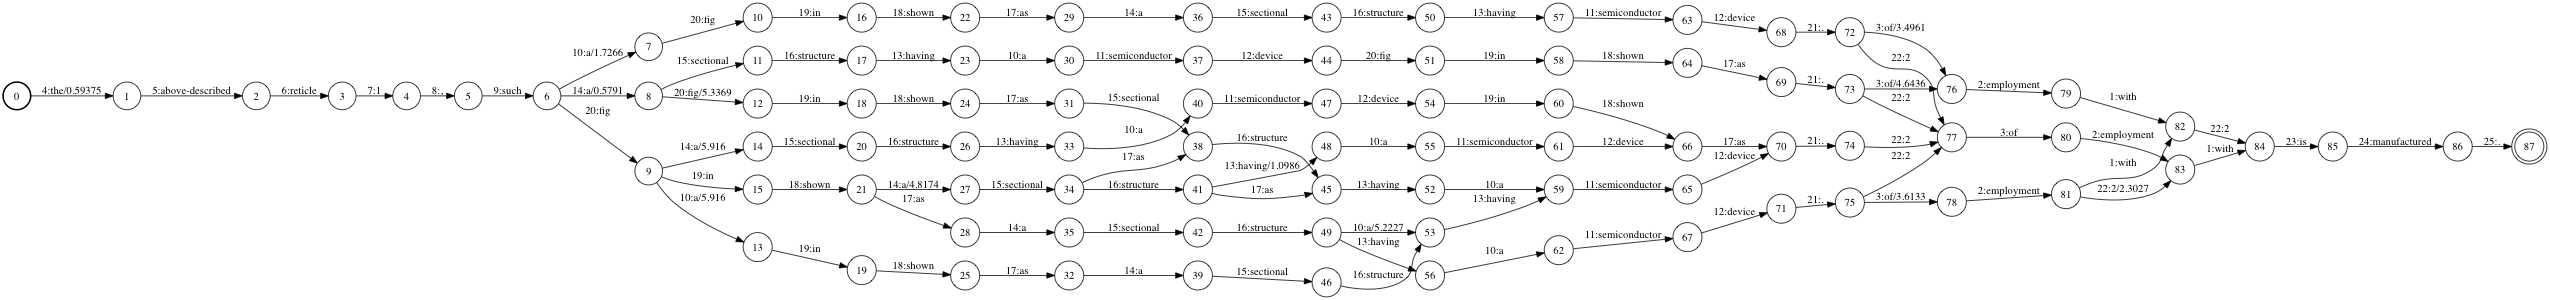 20:fig 10 19:in 16 18:shown 22 17:as 29 14:a 36 15:sectional 43 16:structure 50 13:having 57 11:semiconductor 63 12:device 68 21:. 72 3:of/3.4961
10:a/1.7266 7 22:2
15:sectional 11 16:structure 17 13:having 23 10:a 30 11:semiconductor 37 12:device 44 20:fig 51 19:in 58 18:shown 64 17:as 69 21:. 73 3:of/4.6436 76 2:employment 79 1:with
0 4:the/0.59375 1 5:above-described 2 6:reticle 3 7:1 4 8:, 5 9:such 6 14:a/0.5791 8 22:2
20:fig/5.3369 12 19:in 18 18:shown 24 17:as 31 15:sectional 40 11:semiconductor 47 12:device 54 19:in 60 18:shown
20:fig 10:a 82 22:2
14:a/5.916 14 15:sectional 20 16:structure 26 13:having 33 38 16:structure 48 10:a 55 11:semiconductor 61 12:device 66 17:as 70 21:. 74 22:2 77 3:of 80 2:employment 84 23:is 85 24:manufactured 86 25:. 87
17:as 13:having/1.0986 12:device 22:2 1:with 1:with
9 19:in 15 18:shown 21 14:a/4.8174 27 15:sectional 34 16:structure 41 17:as 45 13:having 52 10:a 59 11:semiconductor 65 83
10:a/5.916 17:as 13:having 75 3:of/3.6133 78 2:employment 81 22:2/2.3027
28 14:a 35 15:sectional 42 16:structure 49 10:a/5.2227 53 12:device 71 21:.
13 19:in 13:having 10:a 62 11:semiconductor 67
19 18:shown 25 17:as 32 14:a 39 15:sectional 46 16:structure 56